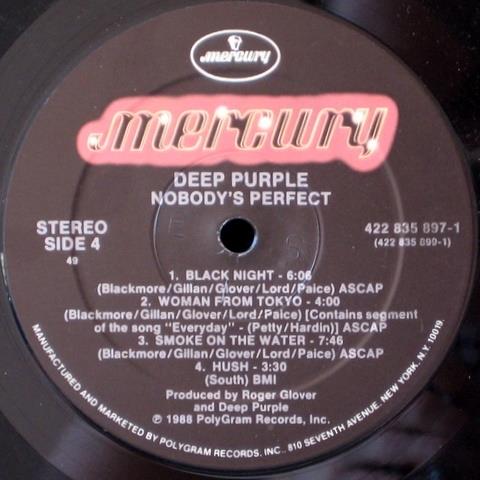 mercury
mercury
DEEP PURPLE
NOBODY'S PERFECT
STEREO
SIDE 4
49
422 835 897-1
(422 835 899-1)
1. BLACK NIGHT - 6:06
(Blackmore/Gillan/Glover/Lord/Paice) ASCAP
2. WOMAN FROM TOKYO - 4:00
(Blackmore/Gillan/Glover/Lord/Paice) [Contains segment
of the song "Everyday" - (Petty/Hardin)] ASCAP
3. SMOKE ON THE WATER - 7:46
(Blackmore/Gillan/Glover/Lord/Paice) ASCAP
4. HUSH - 3:30
(South) BMI
Produced by Roger Glover
and Deep Purple
℗ 1988 PolyGram Records, Inc.
MANUFACTURED AND MARKETED BY POLYGRAM RECORDS, INC.. 810 SEVENTH AVENUE, NEW YORK, N.Y. 10019.